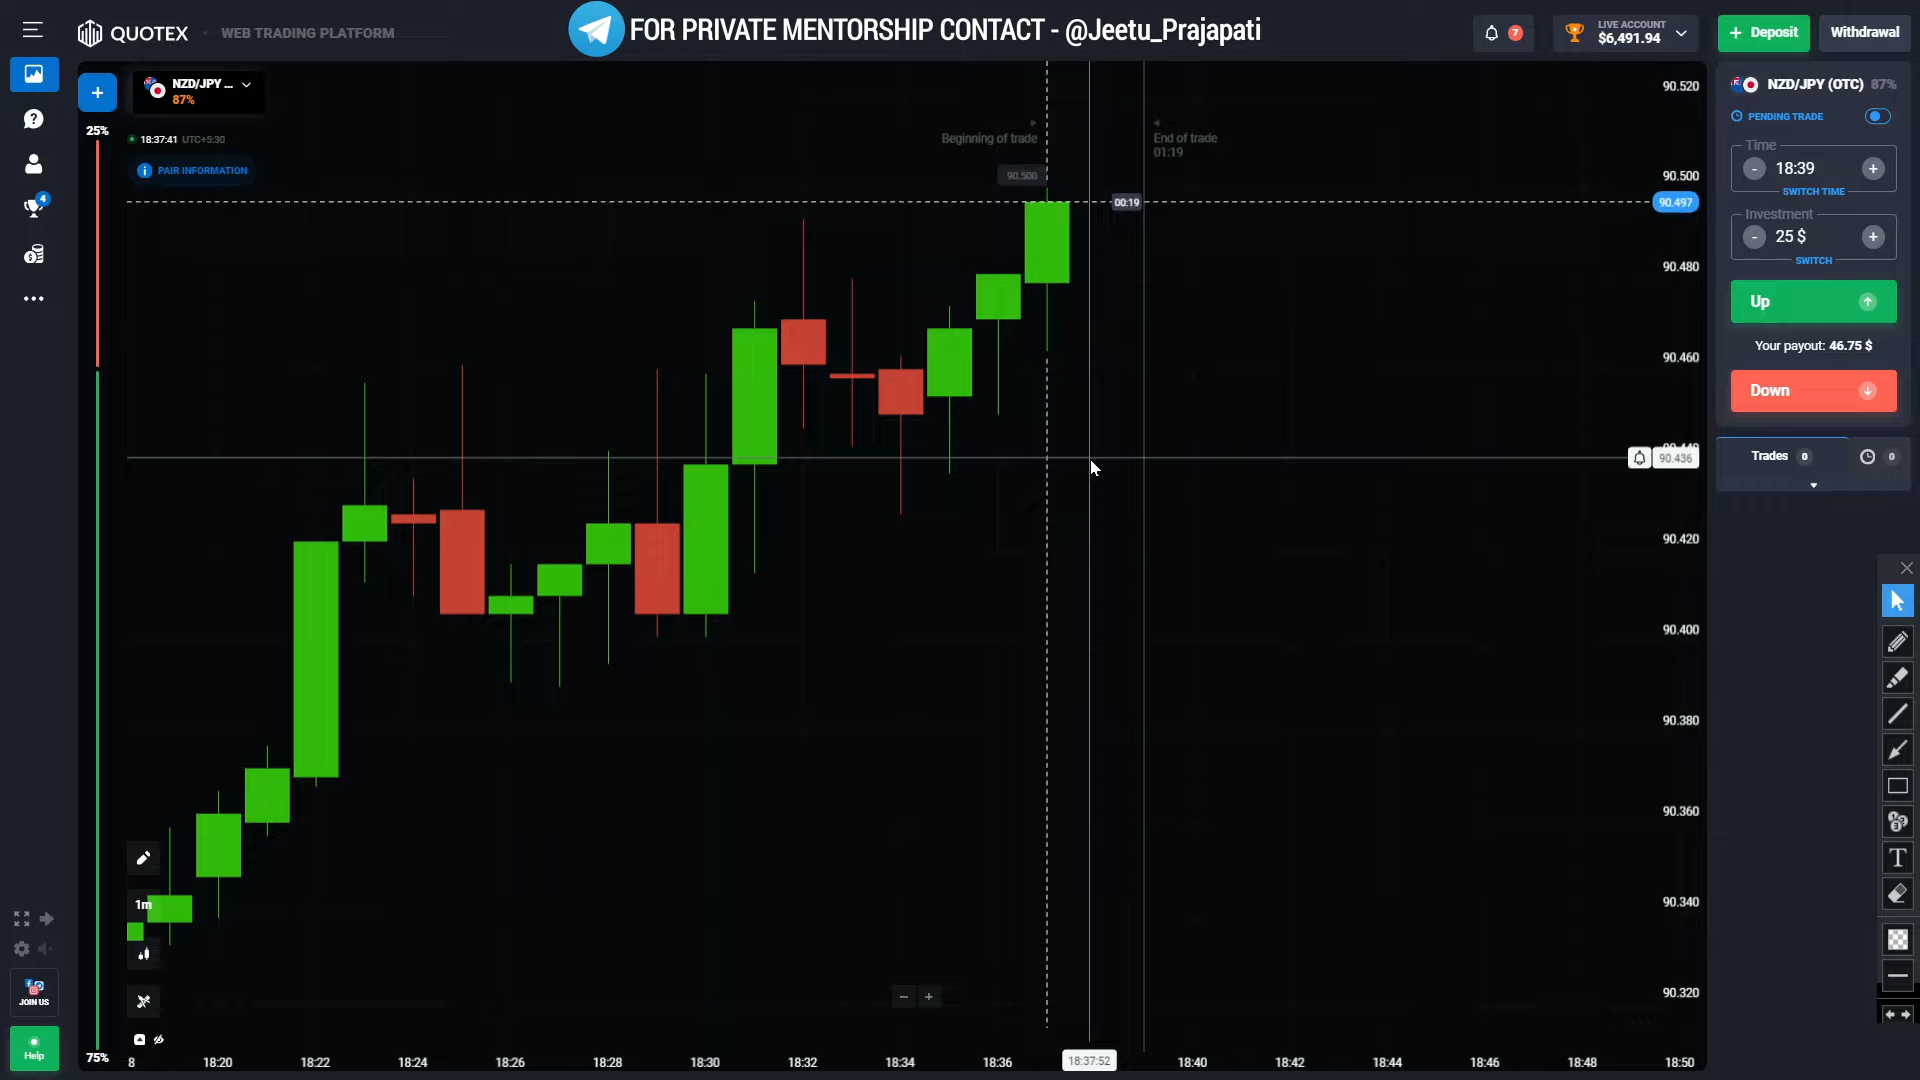 QUOTEX
WEB TRADING PLATFORM
FOR PRIVATE MENTORSHIP CONTACT - @Jeetu_Prajapati
7
LIVE ACCOUNT
$6,491.94
+ Deposit
Withdrawal
NZD/JPY ...
87%
25%
18:37:41 UTC+5:30
PAIR INFORMATION
Beginning of trade
End of trade
01:19
90.500
00:19
90.520
90.500
90.497
90.480
90.460
90.440
90.436
90.420
90.400
90.380
90.360
90.340
90.320
NZD/JPY (OTC) 87%
PENDING TRADE
Time
- 18:39 +
SWITCH TIME
Investment
- 25 $ +
SWITCH
Up
Your payout: 46.75 $
Down
Trades 0
0
4
1m
JOIN US
Help
75%
T
8
18:20
18:22
18:24
18:26
18:28
18:30
18:32
18:34
18:36
18:37:52
18:40
18:42
18:44
18:46
18:48
18:50